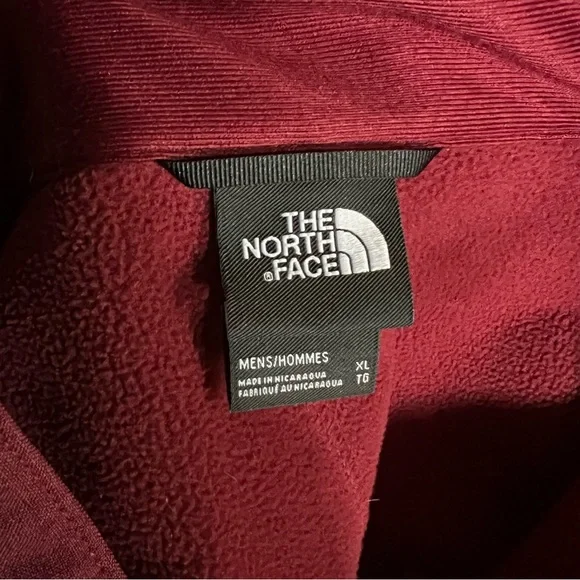 THE
NORTH
® FACE
MENS/HOMMES
XL
MADE IN NICARAGUA
TG
FABRIQUÉ AU NICARAGUA